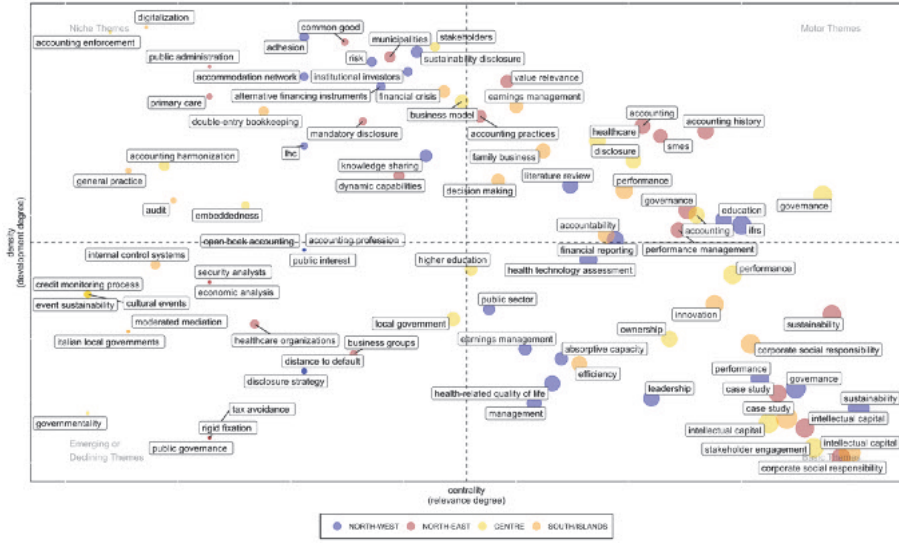 digitalization
Niche Themes
Motor Themes
common good
stakeholders
accounting enforcement
municipalities
adhesion
risk
sustainability disclosure
public administration
accommodation network
institutional investors
value relevance
alternative financing instruments
financial crisis
earnings management
primary care
business model
accounting
double-entry bookkeeping
mandatory disclosure
accounting practices
healthcare
accounting history
smes
disclosure
family business
accounting harmonization
knowledge sharing
literature review
general practice
dynamic capabilities
decision making
performance
audit
embeddedness
governance
education
governance
accountability
accounting
ifrs
open-book accounting
accounting profession
financial reporting
performance management
internal control systems
public interest
higher education
health technology assessment
performance
security analysts
credit monitoring process
economic analysis
event sustainability
cultural events
public sector
innovation
moderated mediation
local government
sustainability
italian local governments
healthcare organizations
business groups
earnings management
ownership
distance to default
absorptive capacity
corporate social responsibility
disclosure strategy
efficiency
performance
governance
health-related quality of life
leadership
case study
sustainability
management
tax avoidance
case study
governmentality
rigid fixation
intellectual capital
intellectual capital
Emerging or
Declining Themes
public governance
stakeholder engagement
intellectual capital
corporate social responsibility
density
(development degree)
centrality
(relevance degree)
NORTH-WEST
NORTH-EAST
CENTRE
SOUTH/ISLANDS